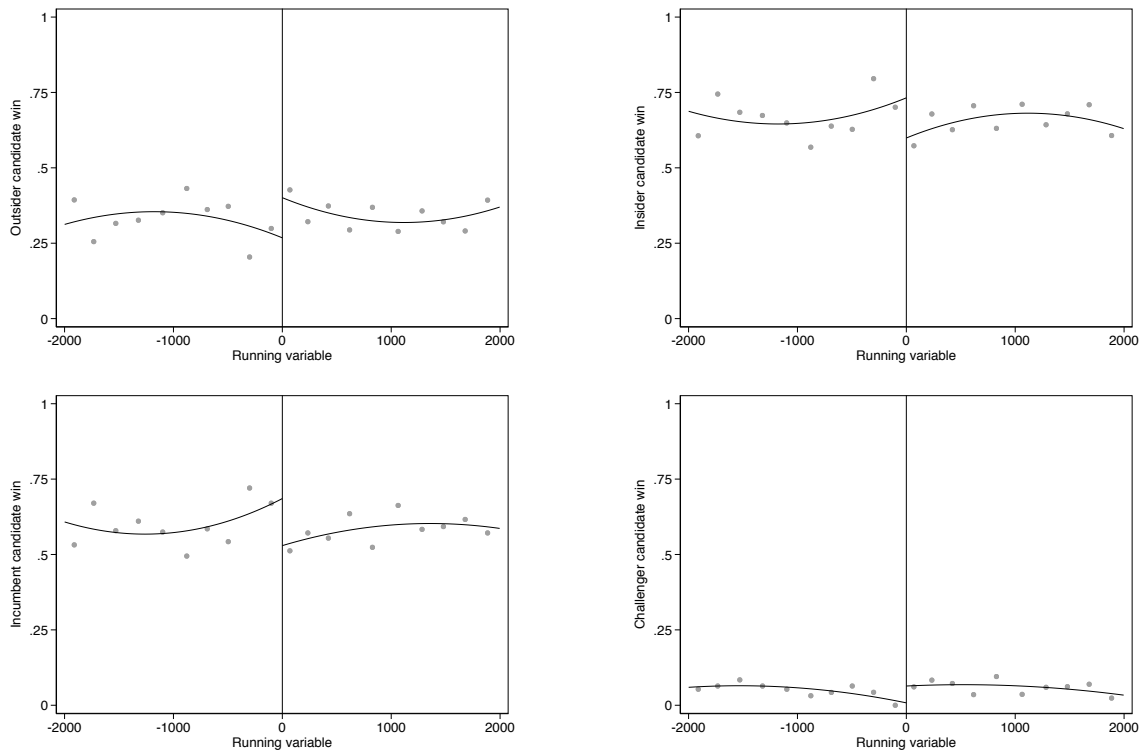 1
.75
.5
.25
0
Outsider candidate win
-2000 -1000 0 1000 2000
Running variable
1
.75
.5
.25
0
Insider candidate win
-2000 -1000 0 1000 2000
Running variable
1
.75
.5
.25
0
Incumbent candidate win
-2000 -1000 0 1000 2000
Running variable
1
.75
.5
.25
0
Challenger candidate win
-2000 -1000 0 1000 2000
Running variable